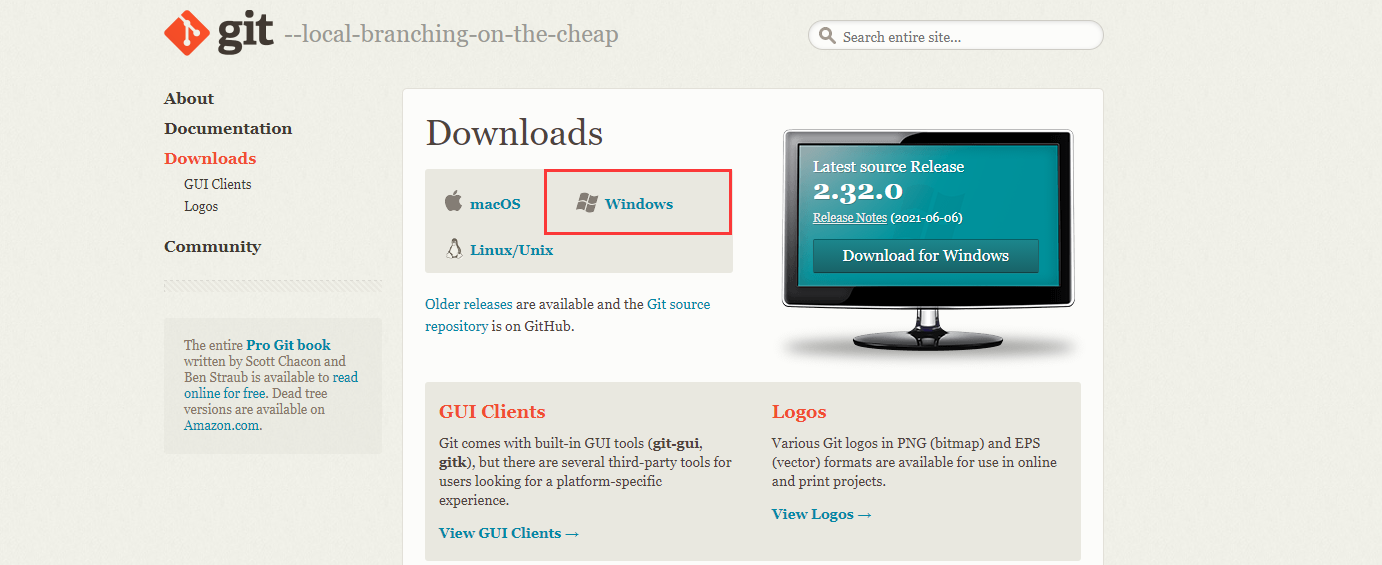 git --local-branching-on-the-cheap
Search entire site...
About
Documentation
Downloads
GUI Clients
Logos
Community
The entire Pro Git book
written by Scott Chacon and
Ben Straub is available to read
online for free. Dead tree
versions are available on
Amazon.com.
Downloads
macOS
Windows
Linux/Unix
Older releases are available and the Git source
repository is on GitHub.
Latest source Release
2.32.0
Release Notes (2021-06-06)
Download for Windows
GUI Clients
Git comes with built-in GUI tools (git-gui,
gitk), but there are several third-party tools for
users looking for a platform-specific
experience.
View GUI Clients →
Logos
Various Git logos in PNG (bitmap) and EPS
(vector) formats are available for use in online
and print projects.
View Logos →